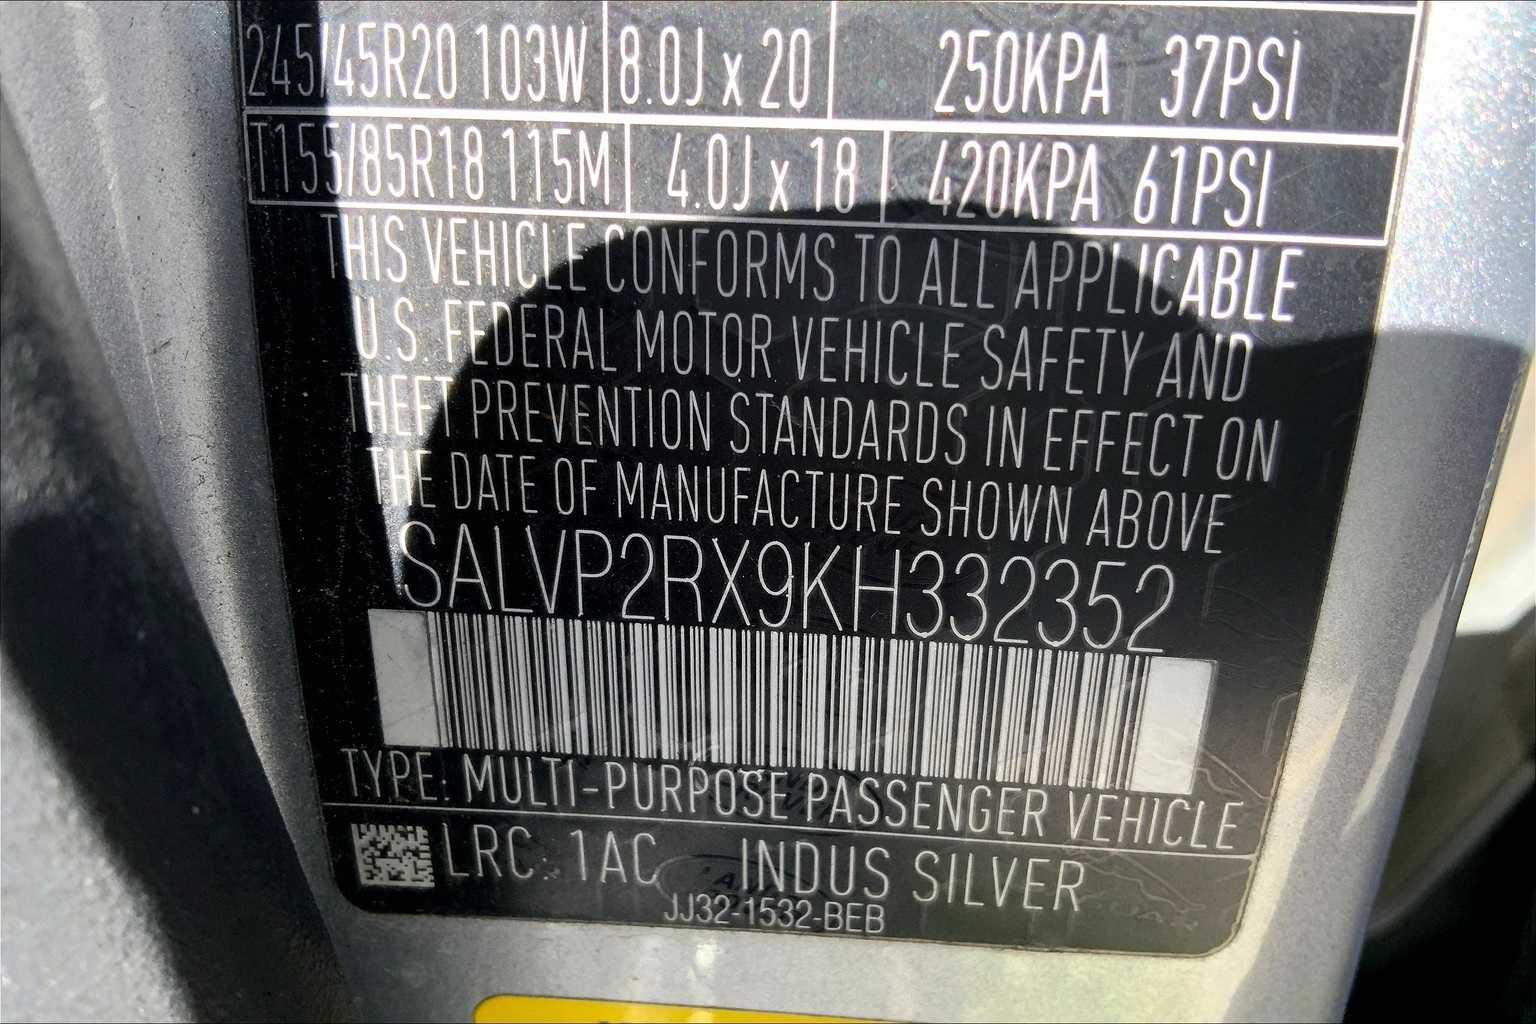 245/45R20 103W 8.0J x 20 250KPA 37PSI
T155/85R18 115M 4.0J x 18 420KPA 61PSI
THIS VEHICLE CONFORMS TO ALL APPLICABLE
U.S. FEDERAL MOTOR VEHICLE SAFETY AND
THEFT PREVENTION STANDARDS IN EFFECT ON
THE DATE OF MANUFACTURE SHOWN ABOVE
SALVP2RX9KH332352
TYPE: MULTI-PURPOSE PASSENGER VEHICLE
LRC: 1AC INDUS SILVER
JJ32-1532-BEB